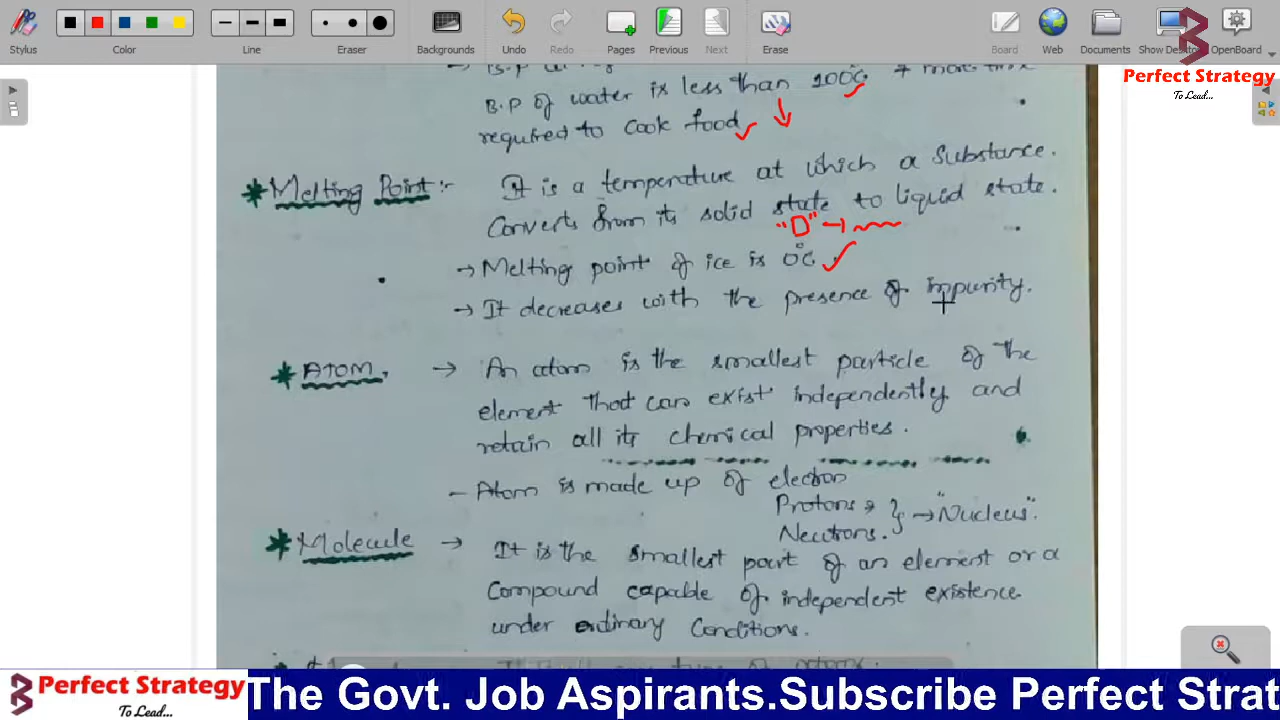 Stylus
Color
Line
Eraser
Backgrounds
Undo
Redo
Pages
Previous
Next
Erase
Board
Web
Documents
Show Desktop
OpenBoard
Perfect Strategy
To Lead...
B.P of water is less than 100°C
required to cook food
Melting Point:- It is a temperature at which a substance.
Converts from its solid state to liquid state.
"D" →
→ Melting point of ice is 0°C.
→ It decreases with the presence of impurity.
Atom, → An atom is the smallest particle of the
element that can exist independently and
retain all its chemical properties.
- Atom is made up of electron
Protons → "Nucleus".
Neutrons.
Molecule → It is the smallest part of an element or a
Compound capable of independent existence
under ordinary Conditions.
Perfect Strategy
To Lead...
The Govt. Job Aspirants.Subscribe Perfect Strat